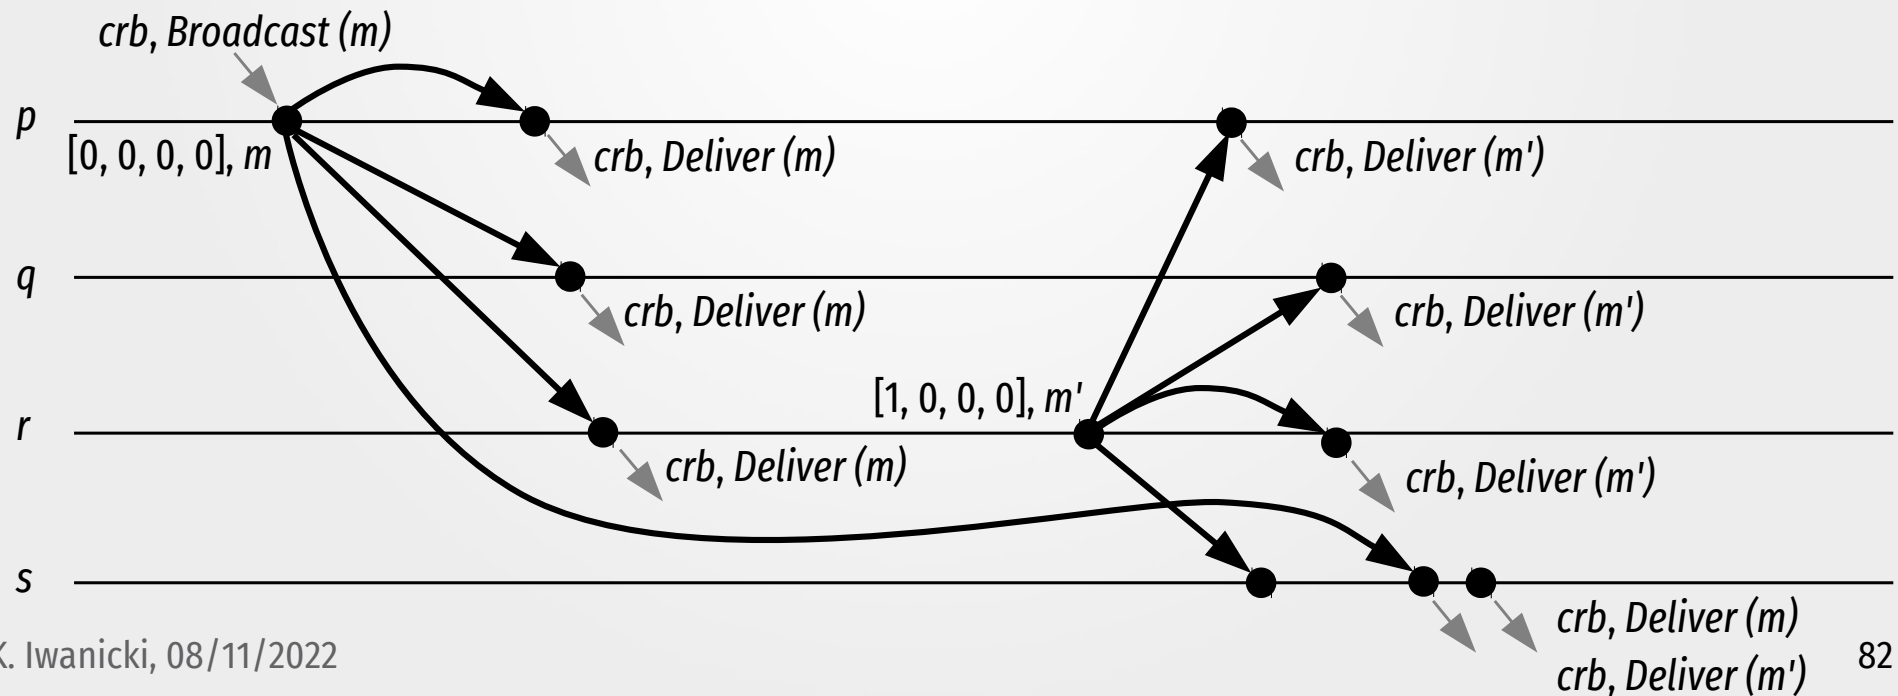 crb, Broadcast (m)
p
[0, 0, 0, 0], m
crb, Deliver (m)
crb, Deliver (m')
q
crb, Deliver (m)
crb, Deliver (m')
[1, 0, 0, 0], m'
r
crb, Deliver (m)
crb, Deliver (m')
s
crb, Deliver (m)
crb, Deliver (m')
K. Iwanicki, 08/11/2022
82